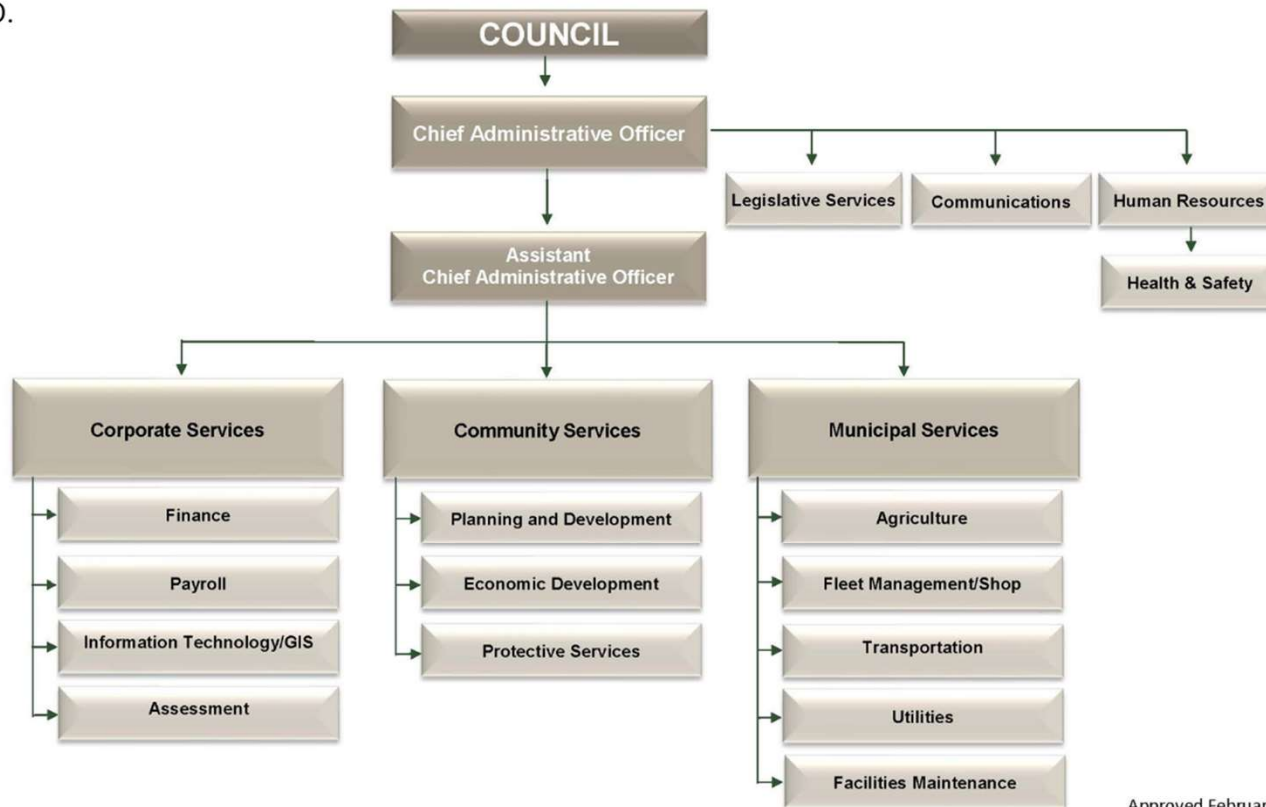 COUNCIL
Chief Administrative Officer
Legislative Services
Communications
Human Resources
Assistant
Chief Administrative Officer
Health & Safety
Corporate Services
Community Services
Municipal Services
Finance
Planning and Development
Agriculture
Payroll
Economic Development
Fleet Management/Shop
Information Technology/GIS
Protective Services
Transportation
Assessment
Utilities
Facilities Maintenance
Approved